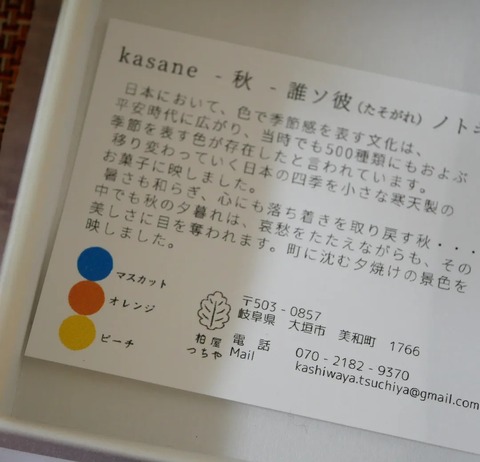 kasane - 秋 - 誰ソ彼(たそがれ)ノト
日本において、色で季節感を表す文化は、
平安時代に広がり、当時でも500種類にもおよぶ
季節を表す色が存在したと言われています。
移り変わっていく日本の四季を小さな寒天製の
お菓子に映しました。
暑さも和らぎ、心にも落ち着きを取り戻す秋・・・
中でも秋の夕暮れは、哀愁をたたえながらも、その
美しさに目を奪われます。町に沈む夕焼けの景色を
映しました。
マスカット
オレンジ
ピーチ
柏屋
つちや
〒503-0857
岐阜県 大垣市 美和町 1766
電話 070-2182-9370
Mail kashiwaya.tsuchiya@gmail.com